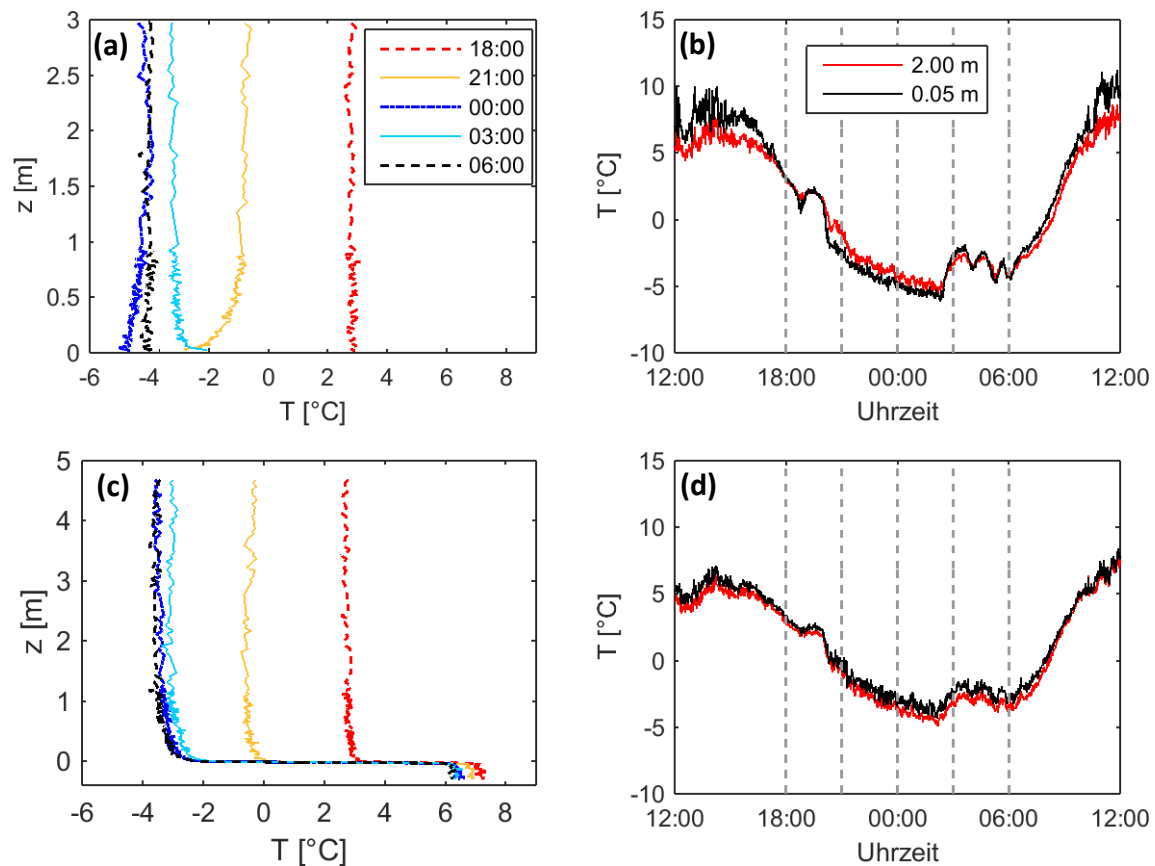 (a)
3
2.5
2
1.5
1
0.5
0
z [m]
-6 -4 -2 0 2 4 6 8
T [°C]
18:00
21:00
00:00
03:00
06:00
(b)
15
10
5
0
-5
-10
T [°C]
12:00 18:00 00:00 06:00 12:00
Uhrzeit
2.00 m
0.05 m
(c)
5
4
3
2
1
0
z [m]
-6 -4 -2 0 2 4 6 8
T [°C]
(d)
15
10
5
0
-5
-10
T [°C]
12:00 18:00 00:00 06:00 12:00
Uhrzeit